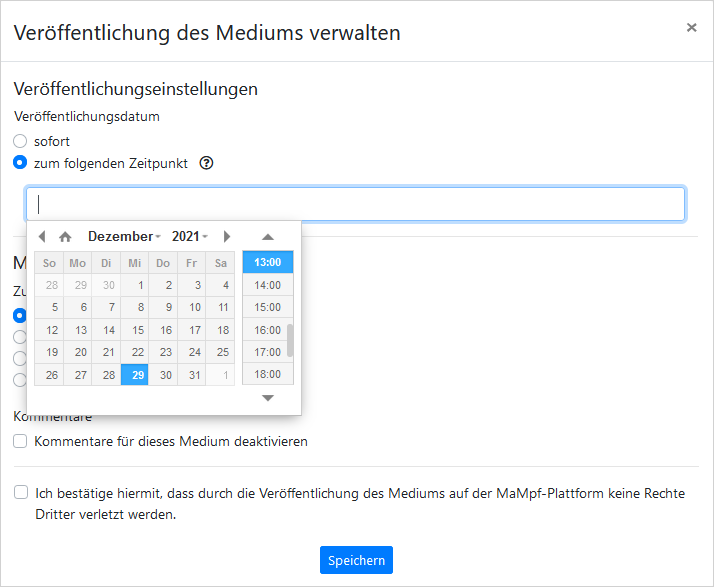 Veröffentlichung des Mediums verwalten ×
Veröffentlichungseinstellungen
Veröffentlichungsdatum
sofort
zum folgenden Zeitpunkt ?
Dezember 2021
So Mo Di Mi Do Fr Sa
28 29 30 1 2 3 4
5 6 7 8 9 10 11
12 13 14 15 16 17 18
19 20 21 22 23 24 25
26 27 28 29 30 31 1
13:00
14:00
15:00
16:00
17:00
18:00
M
Zu
Kommentare
Kommentare für dieses Medium deaktivieren
Ich bestätige hiermit, dass durch die Veröffentlichung des Mediums auf der MaMpf-Plattform keine Rechte
Dritter verletzt werden.
Speichern